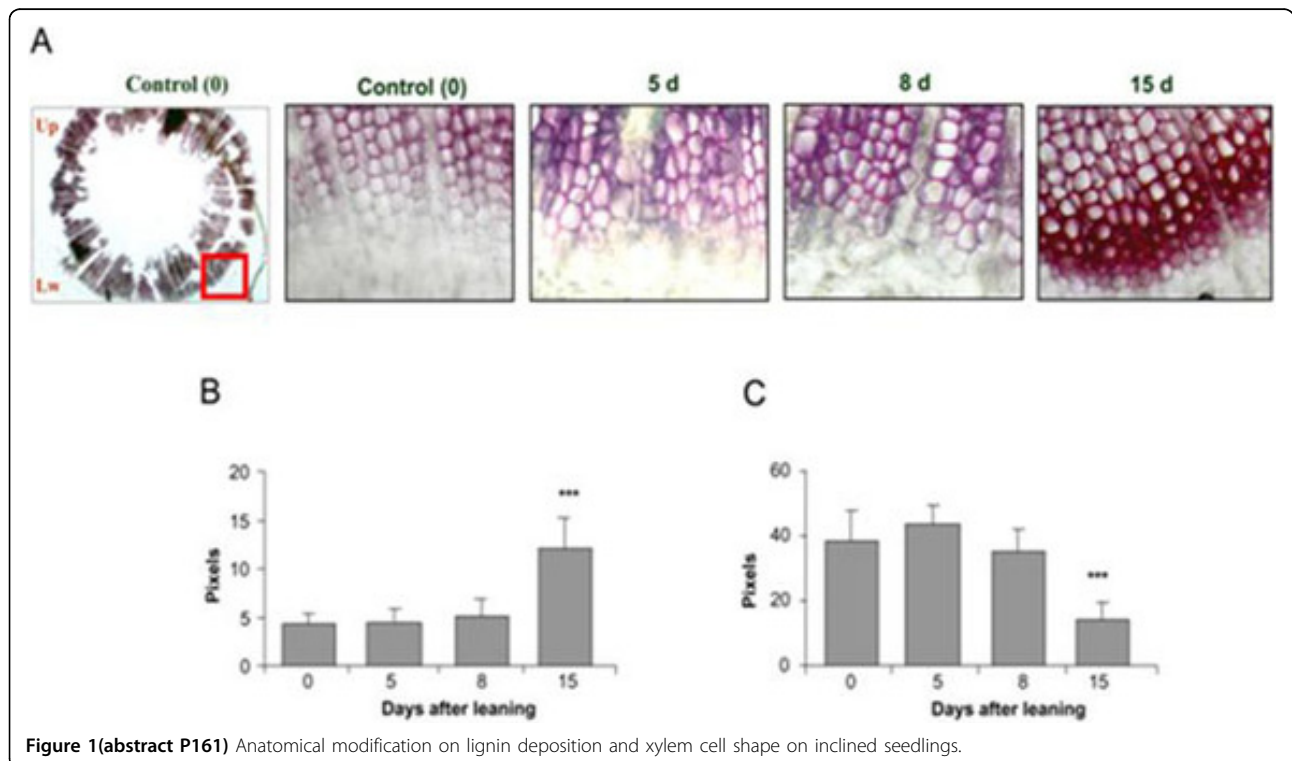 A
Control (0)
Control (0)
5 d
8 d
15 d
Up
Lw
B
C
20
15
10
5
0
Pixels
***
0 5 8 15
Days after leaning
60
40
20
0
Pixels
***
0 5 8 15
Days after leaning
Figure 1(abstract P161) Anatomical modification on lignin deposition and xylem cell shape on inclined seedlings.